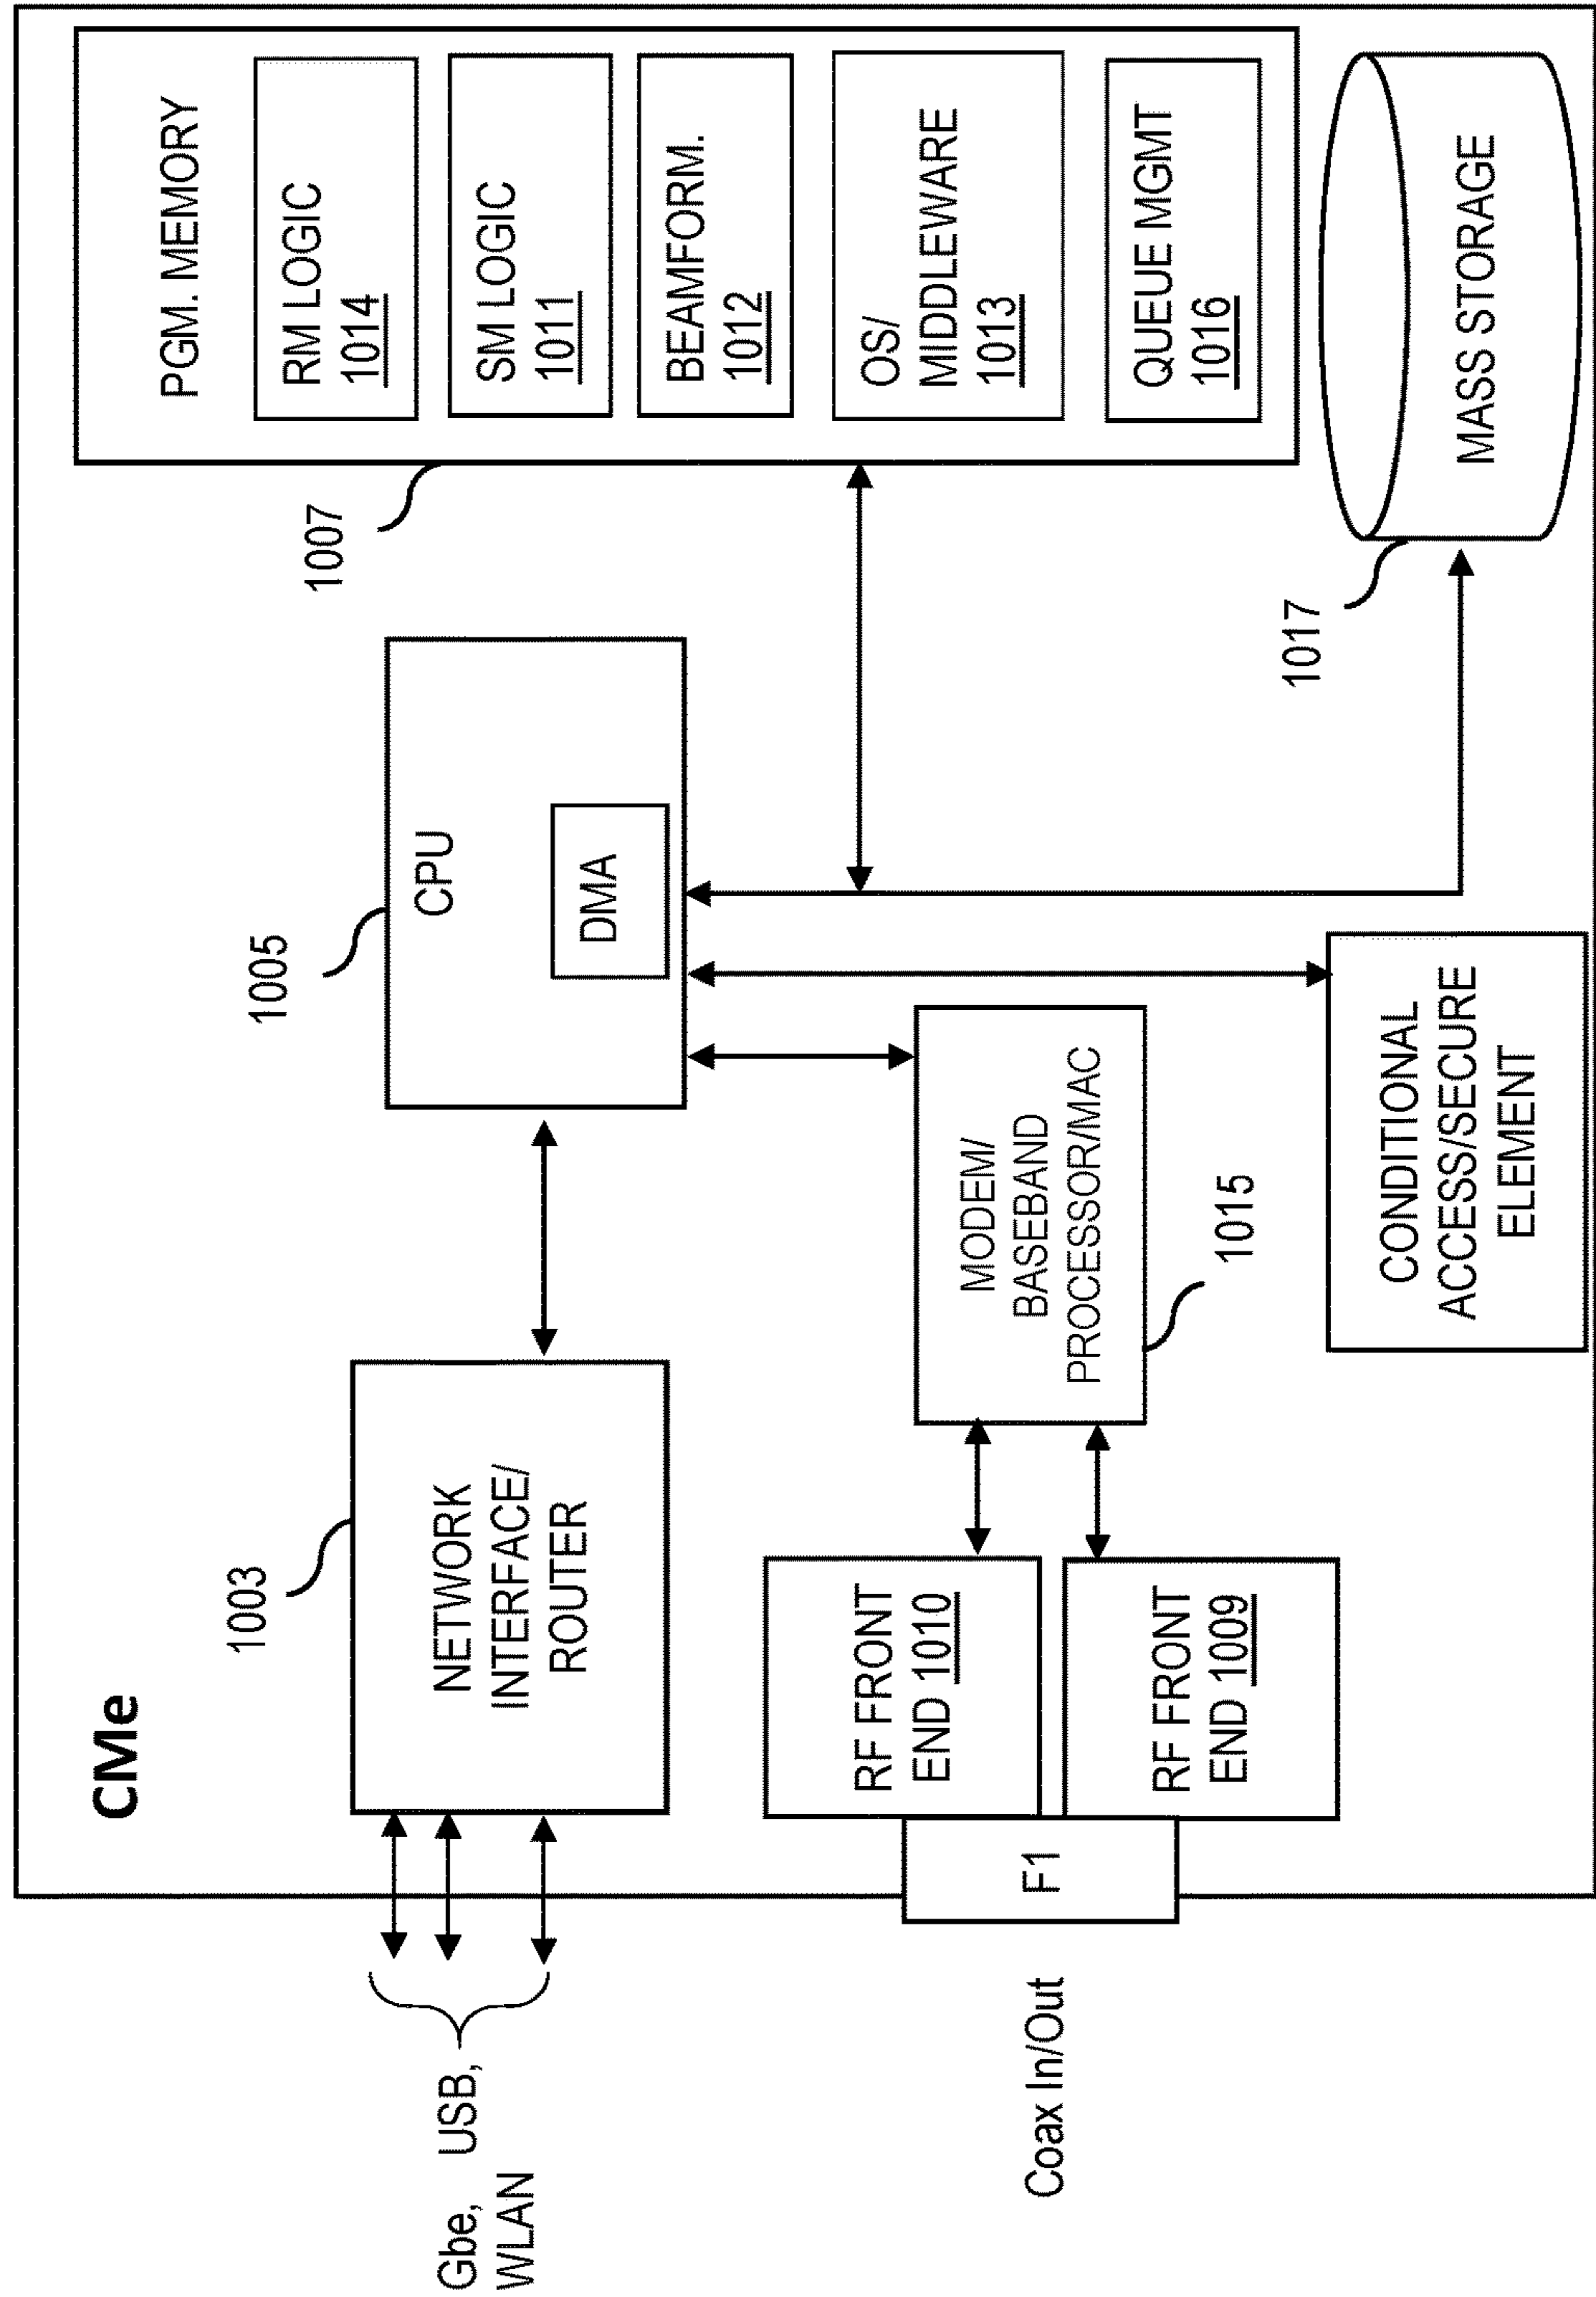 CMe
Gbe, USB,
WLAN
1003
NETWORK
INTERFACE/
ROUTER
1005
CPU
DMA
1007
PGM. MEMORY
RM LOGIC
1014
SM LOGIC
1011
BEAMFORM.
1012
OS/
MIDDLEWARE
1013
QUEUE MGMT
1016
Coax In/Out
F1
RF FRONT
END 1010
RF FRONT
END 1009
MODEM/
BASEBAND
PROCESSOR/MAC
1015
CONDITIONAL
ACCESS/SECURE
ELEMENT
1017
MASS STORAGE